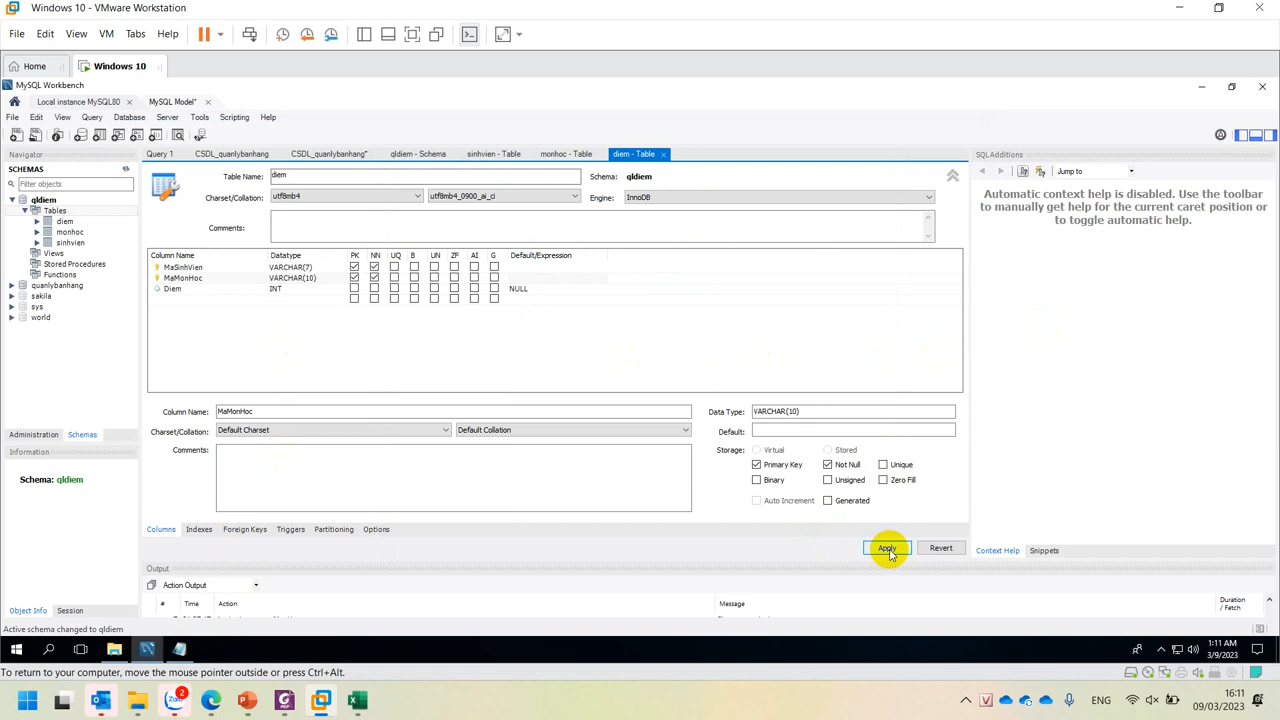 Windows 10 - VMware Workstation
File Edit View VM Tabs Help
Home Windows 10
MySQL Workbench
Local instance MySQL80 MySQL Model*
File Edit View Query Database Server Tools Scripting Help
Navigator
SCHEMAS
Filter objects
qldiem
Tables
diem
monhoc
sinhvien
Views
Stored Procedures
Functions
quanlybanhang
sakila
sys
world
Administration Schemas
Information
Schema: qldiem
Object Info Session
Query 1 CSDL_quanlybanhang CSDL_quanlybanhang* qldiem - Schema sinhvien - Table monhoc - Table diem - Table
Table Name: diem Schema: qldiem
Charset/Collation: utf8mb4 utf8mb4_0900_ai_ci Engine: InnoDB
Comments:
Column Name Datatype PK NN UQ B UN ZF AI G Default/Expression
MaSinhVien VARCHAR(7)
MaMonHoc VARCHAR(10)
Diem INT NULL
Column Name: MaMonHoc Data Type: VARCHAR(10)
Charset/Collation: Default Charset Default Collation Default:
Comments: Storage: Virtual Stored
Primary Key Not Null Unique
Binary Unsigned Zero Fill
Auto Increment Generated
Columns Indexes Foreign Keys Triggers Partitioning Options
Apply Revert
Output
Action Output
# Time Action Message Duration / Fetch
SQLAdditions
Jump to
Automatic context help is disabled. Use the toolbar
to manually get help for the current caret position or
to toggle automatic help.
Context Help Snippets
Active schema changed to qldiem
1:11 AM
3/9/2023
To return to your computer, move the mouse pointer outside or press Ctrl+Alt.
Zalo 2
ENG
16:11
09/03/2023